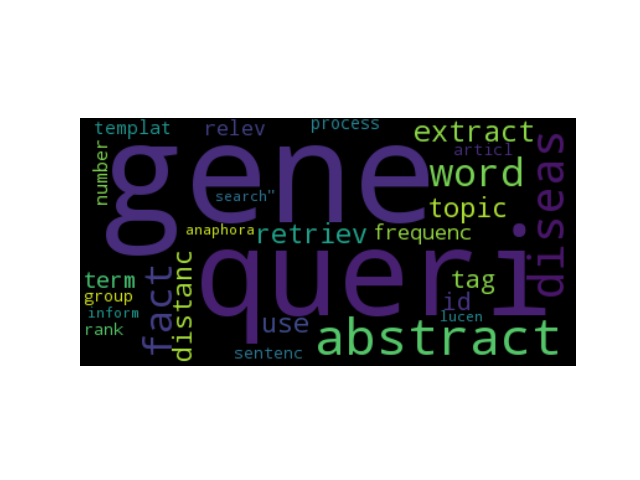 templat
relev
process
extract
articl
number
gene
word
diseas
search"
topic
anaphora
retriev
frequenc
term
group
inform
rank
fact
distanc
queri
tag
id
lucen
use
sentenc
abstract